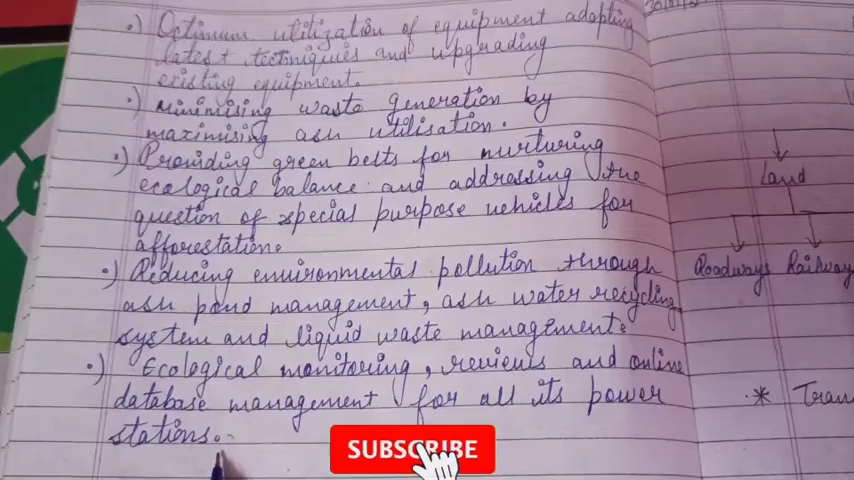 •) Optimum utilization of equipment adopting
latest techniques and upgrading
existing equipment.
•) Minimising waste generation by
maximising ash utilisation.
•) Providing green belts for nurturing
ecological balance and addressing the
question of special purpose vehicles for
afforestation.
•) Reducing environmental pollution through
ash pond management, ash water recycling
system and liquid waste management.
•) Ecological monitoring, reviews and online
database management for all its power
stations.
Land
Roadways Railway
* Tran
SUBSCRIBE